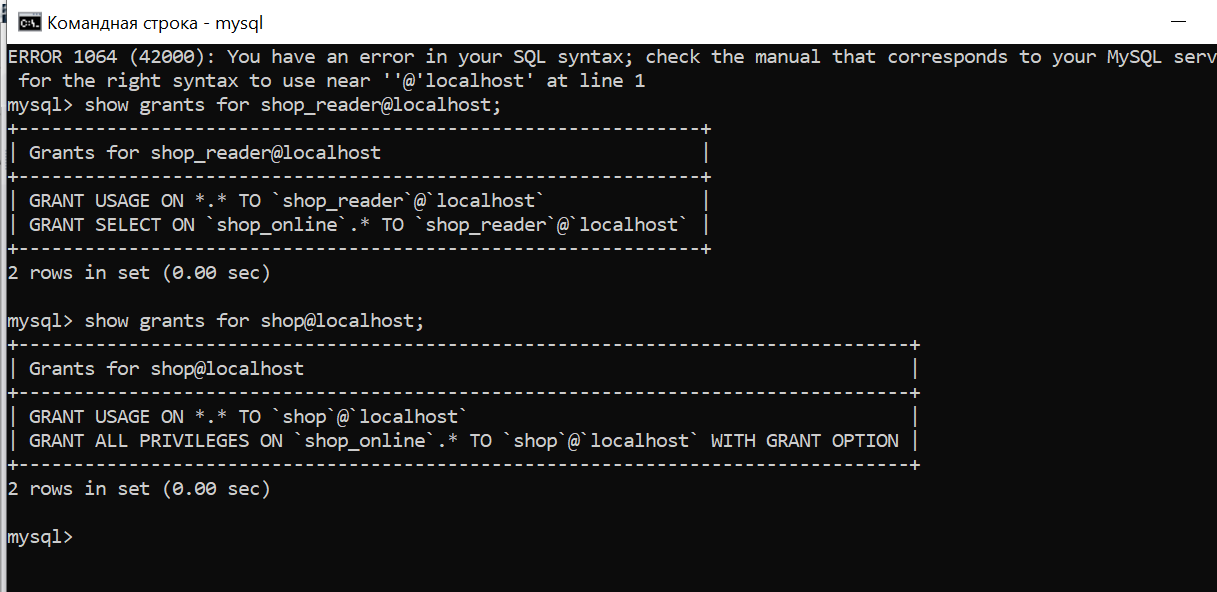 Командная строка - mysql
ERROR 1064 (42000): You have an error in your SQL syntax; check the manual that corresponds to your MySQL serv
for the right syntax to use near ''@'localhost' at line 1
mysql> show grants for shop_reader@localhost;
+-------------------------------------------------------------+
| Grants for shop_reader@localhost                            |
+-------------------------------------------------------------+
| GRANT USAGE ON *.* TO `shop_reader`@`localhost`             |
| GRANT SELECT ON `shop_online`.* TO `shop_reader`@`localhost` |
+-------------------------------------------------------------+
2 rows in set (0.00 sec)
mysql> show grants for shop@localhost;
+--------------------------------------------------------------------------------+
| Grants for shop@localhost                                                      |
+--------------------------------------------------------------------------------+
| GRANT USAGE ON *.* TO `shop`@`localhost`                                       |
| GRANT ALL PRIVILEGES ON `shop_online`.* TO `shop`@`localhost` WITH GRANT OPTION |
+--------------------------------------------------------------------------------+
2 rows in set (0.00 sec)
mysql>